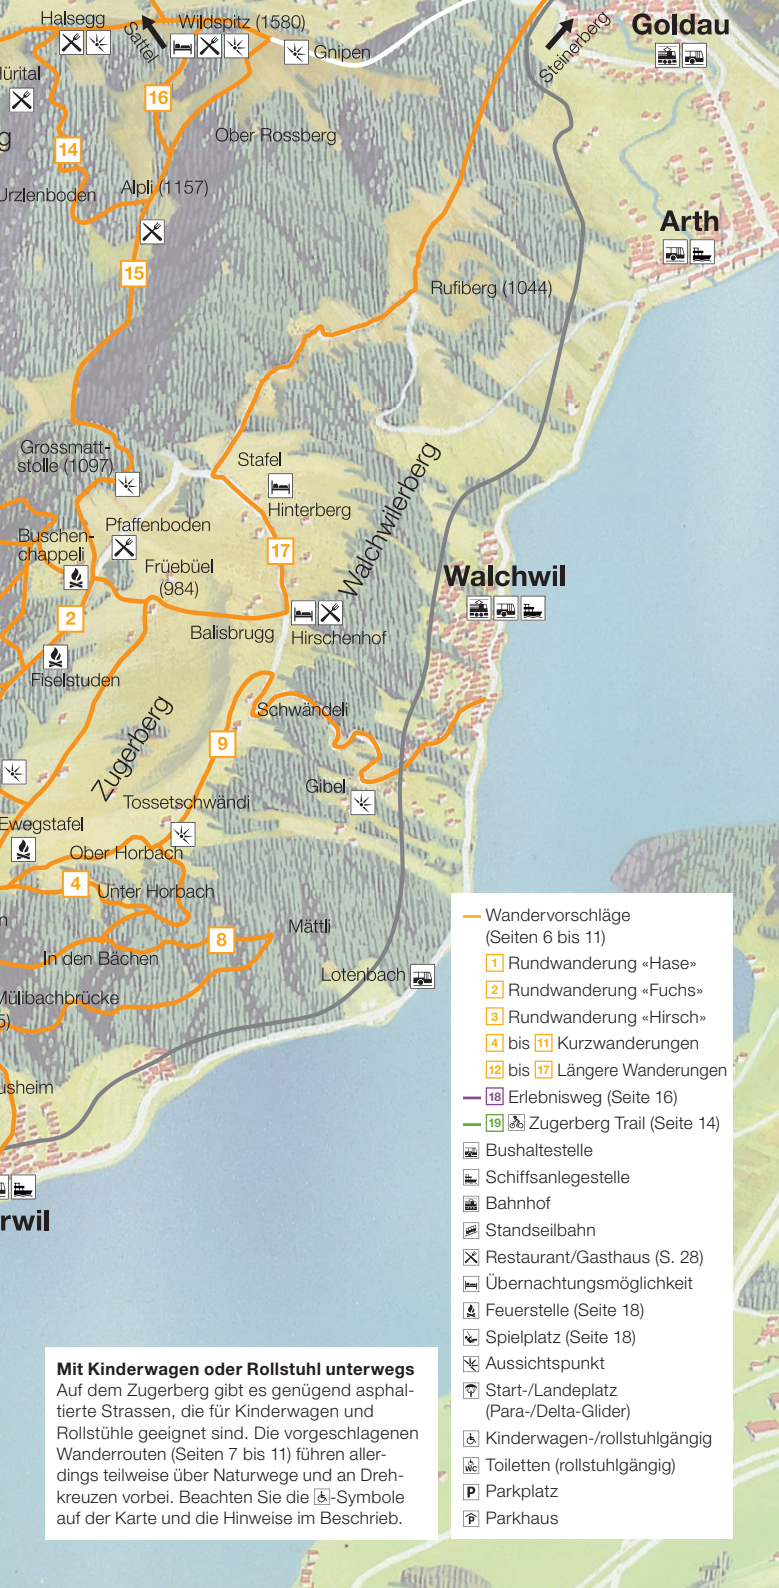 Halsegg
Wildspitz (1580)
Goldau
Sattel
Gnipen
Steinerberg
ürital
16
Ober Rossberg
g
14
Urzlenboden
Alpli (1157)
Arth
15
Rufiberg (1044)
Grossmatt-
stolle (1097)
Stafel
Hinterberg
Walchwilerberg
Pfaffenboden
Buschen-
chappeli
17
Früebüel
(984)
Walchwil
2
Balisbrugg
Hirschenhof
Fiselstuden
Zugerberg
Schwändeli
9
Gibel
Tossetschwändi
Ewegstafel
Ober Horbach
4
Unter Horbach
n
8
Mättli
In den Bächen
Lotenbach
Mülibachbrücke
5)
usheim
rwil
Wandervorschläge
(Seiten 6 bis 11)
1 Rundwanderung «Hase»
2 Rundwanderung «Fuchs»
3 Rundwanderung «Hirsch»
4 bis 11 Kurzwanderungen
12 bis 17 Längere Wanderungen
18 Erlebnisweg (Seite 16)
19 Zugerberg Trail (Seite 14)
Bushaltestelle
Schiffsanlegestelle
Bahnhof
Standseilbahn
Restaurant/Gasthaus (S. 28)
Übernachtungsmöglichkeit
Feuerstelle (Seite 18)
Spielplatz (Seite 18)
Aussichtspunkt
Start-/Landeplatz
(Para-/Delta-Glider)
Kinderwagen-/rollstuhlgängig
WC Toiletten (rollstuhlgängig)
P Parkplatz
P Parkhaus
Mit Kinderwagen oder Rollstuhl unterwegs
Auf dem Zugerberg gibt es genügend asphal-
tierte Strassen, die für Kinderwagen und
Rollstühle geeignet sind. Die vorgeschlagenen
Wanderrouten (Seiten 7 bis 11) führen aller-
dings teilweise über Naturwege und an Dreh-
kreuzen vorbei. Beachten Sie die -Symbole
auf der Karte und die Hinweise im Beschrieb.